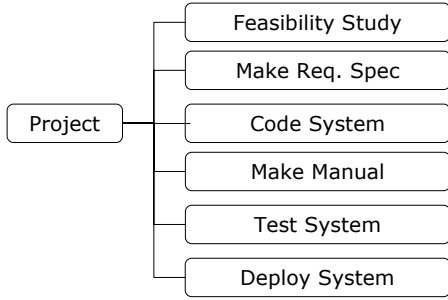 Feasibility Study
Make Req. Spec
Project
Code System
Make Manual
Test System
Deploy System